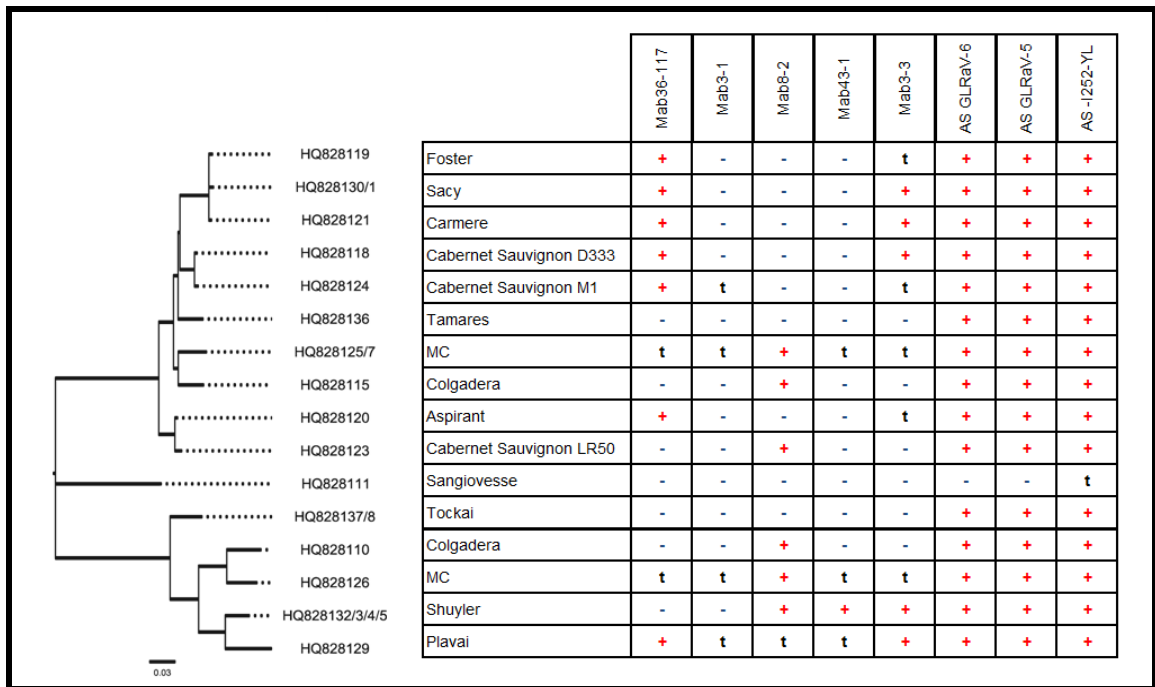 Mab36-117 Mab3-1 Mab8-2 Mab43-1 Mab3-3 AS GLRaV-6 AS GLRaV-5 AS -I252-YL
HQ828119 Foster + - - - t + + +
HQ828130/1 Sacy + - - - + + + +
HQ828121 Carmere + - - - + + + +
HQ828118 Cabernet Sauvignon D333 + - - - + + + +
HQ828124 Cabernet Sauvignon M1 + t - - t + + +
HQ828136 Tamares - - - - - + + +
HQ828125/7 MC t t + t t + + +
HQ828115 Colgadera - - + - - + + +
HQ828120 Aspirant + - - - t + + +
HQ828123 Cabernet Sauvignon LR50 - - + - - + + +
HQ828111 Sangiovesse - - - - - - - t
HQ828137/8 Tockai - - - - - + + +
HQ828110 Colgadera - - + - - + + +
HQ828126 MC t t + t t + + +
HQ828132/3/4/5 Shuyler - - + + + + + +
HQ828129 Plavai + t t t + + + +
0.03